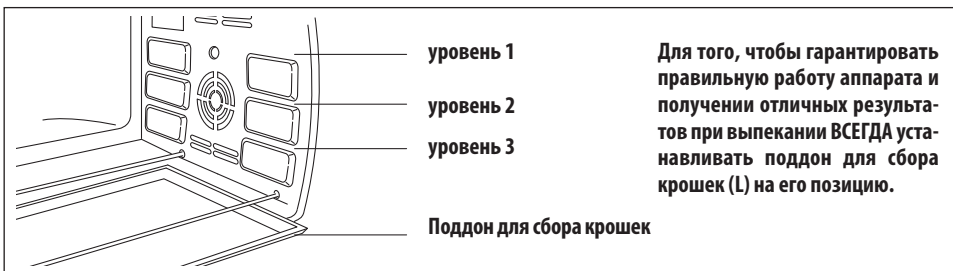 уровень 1
уровень 2
уровень 3
Поддон для сбора крошек
Для того, чтобы гарантировать
правильную работу аппарата и
получении отличных результа-
тов при выпекании ВСЕГДА уста-
навливать поддон для сбора
крошек (L) на его позицию.